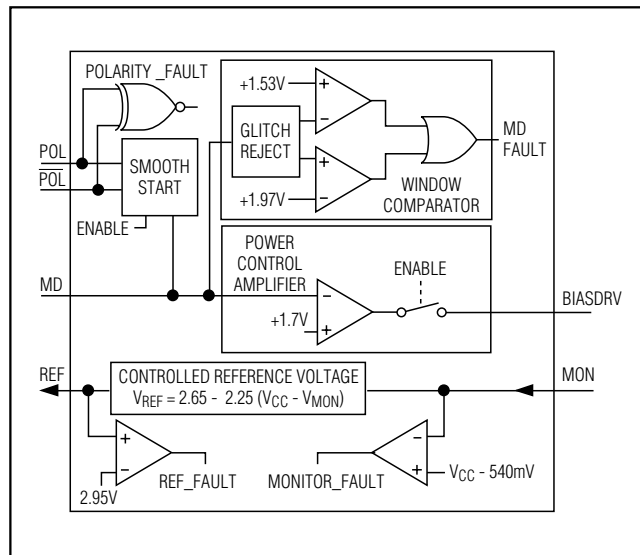 POLARITY _FAULT
+1.53V
GLITCH
REJECT
MD
FAULT
POL
POL
SMOOTH
START
+1.97V
WINDOW
COMPARATOR
ENABLE
POWER
CONTROL
AMPLIFIER
ENABLE
MD
BIASDRV
+1.7V
REF
CONTROLLED REFERENCE VOLTAGE
VREF = 2.65 - 2.25 (VCC - VMON)
MON
REF_FAULT
MONITOR_FAULT
VCC - 540mV
2.95V